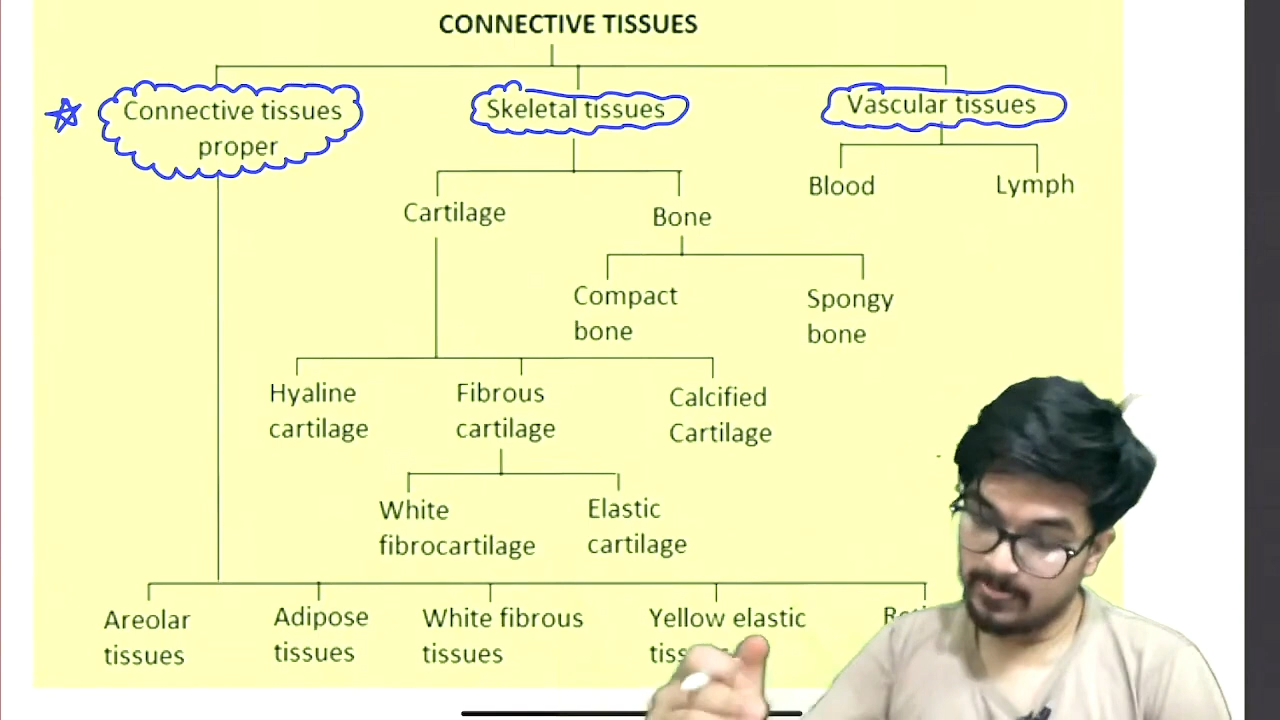 CONNECTIVE TISSUES
Connective tissues
proper
Skeletal tissues
Vascular tissues
Blood
Lymph
Cartilage
Bone
Compact
bone
Spongy
bone
Hyaline
cartilage
Fibrous
cartilage
Calcified
Cartilage
White
fibrocartilage
Elastic
cartilage
Areolar
tissues
Adipose
tissues
White fibrous
tissues
Yellow elastic